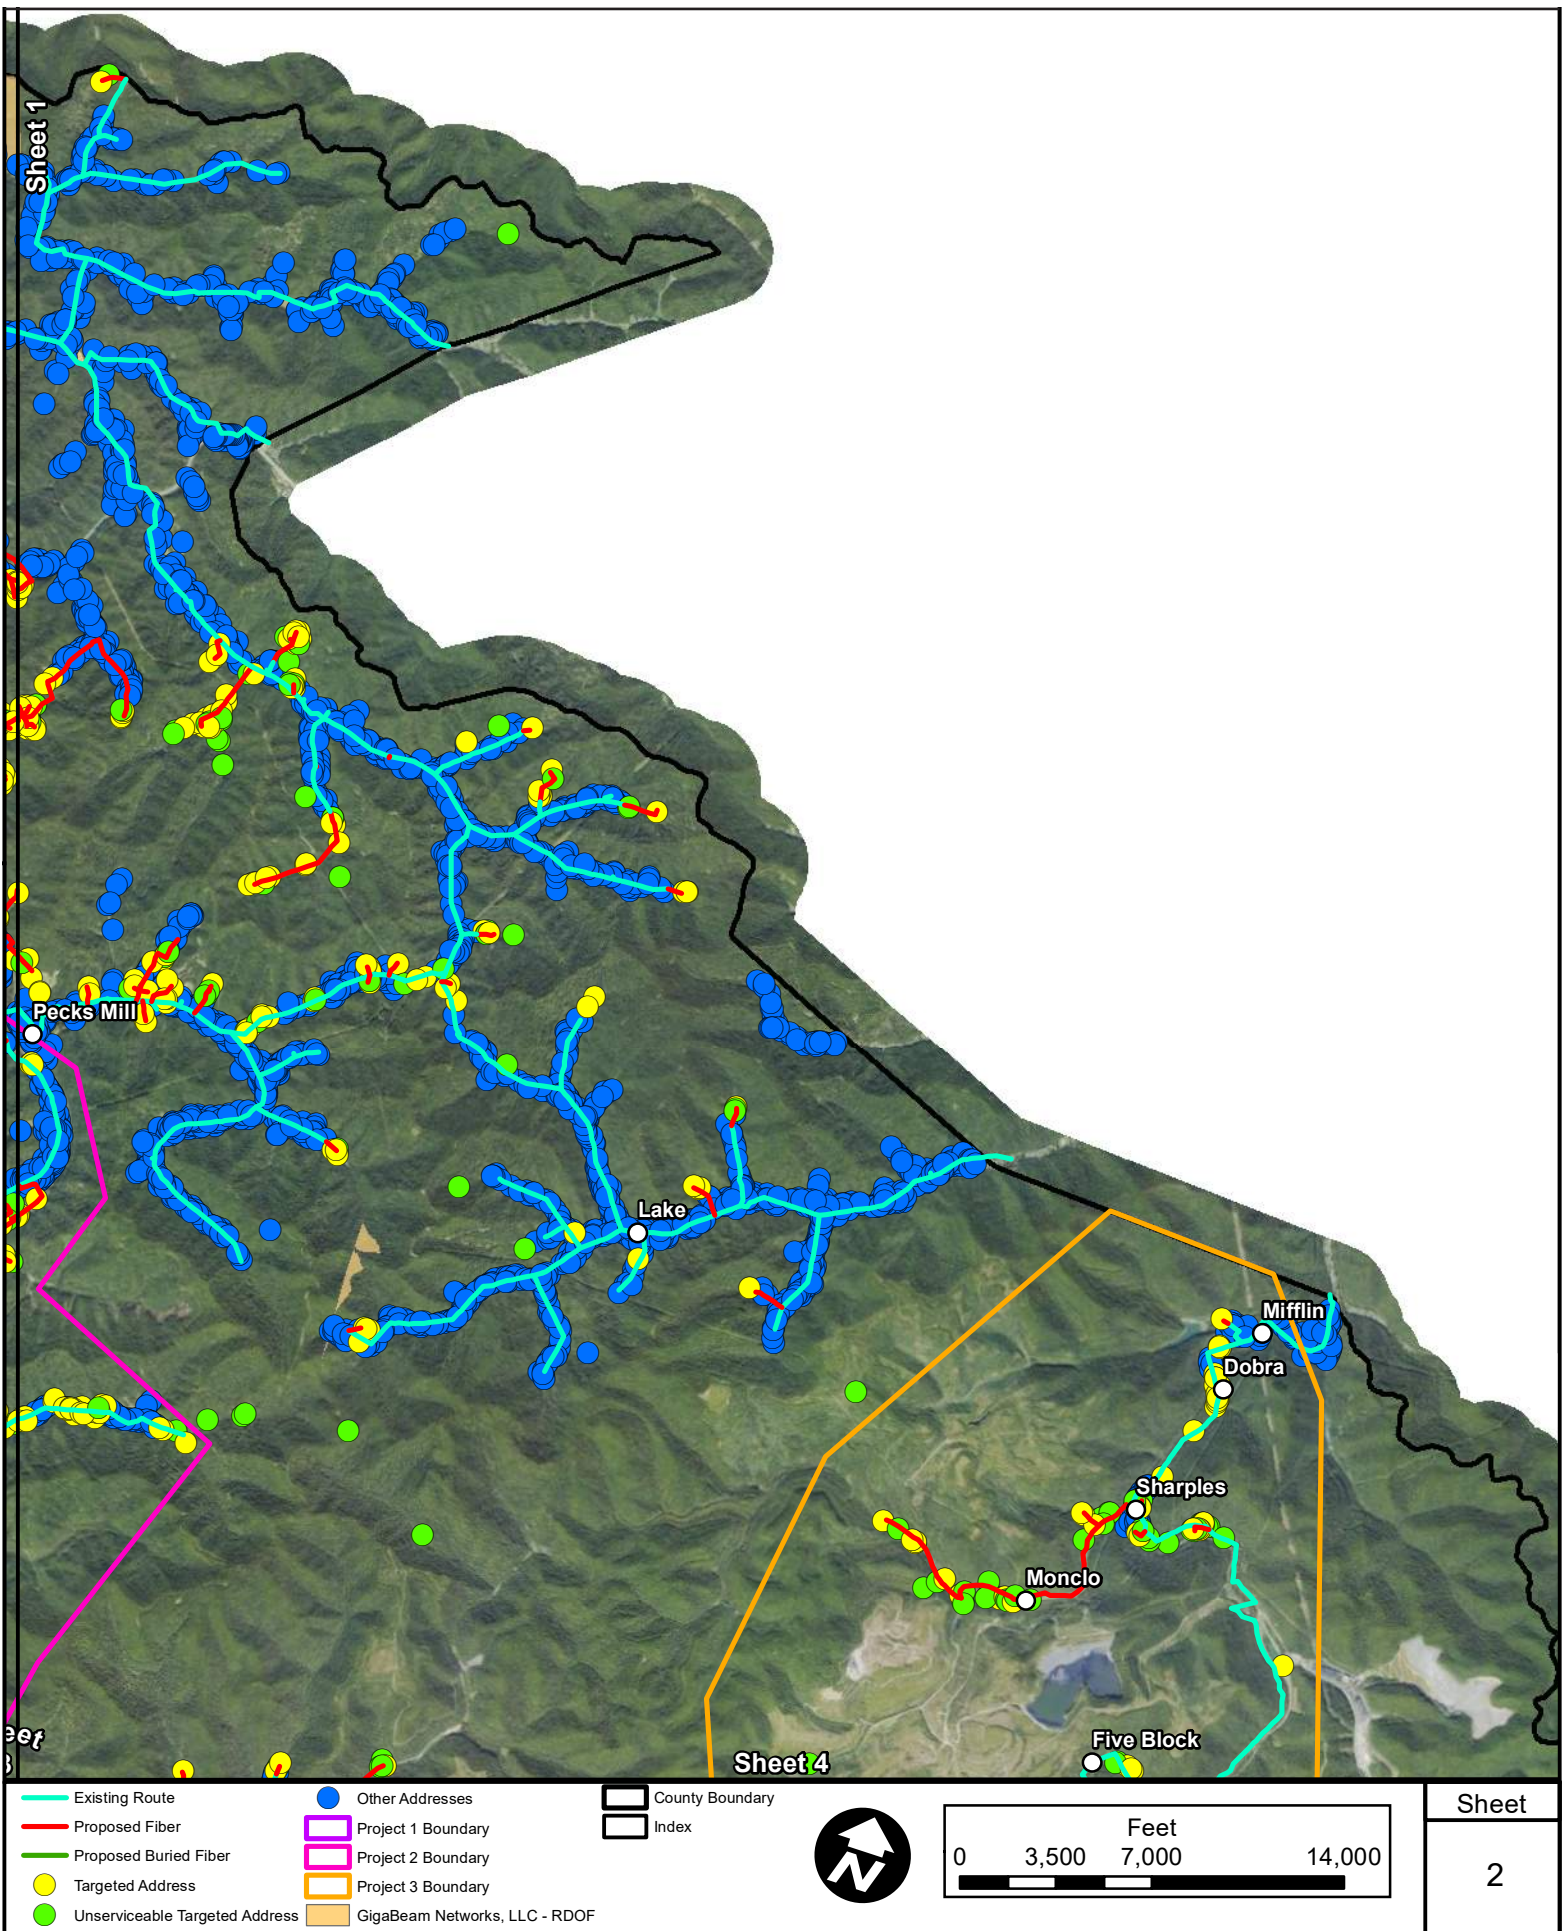 Sheet 1
Pecks Mill
Lake
Mifflin
Dobra
Sharples
Monclo
Five Block
eet
Sheet 4
Existing Route
Proposed Fiber
Proposed Buried Fiber
Targeted Address
Unserviceable Targeted Address
Other Addresses
Project 1 Boundary
Project 2 Boundary
Project 3 Boundary
GigaBeam Networks, LLC - RDOF
County Boundary
Index
N
Feet
0 3,500 7,000 14,000
Sheet
2